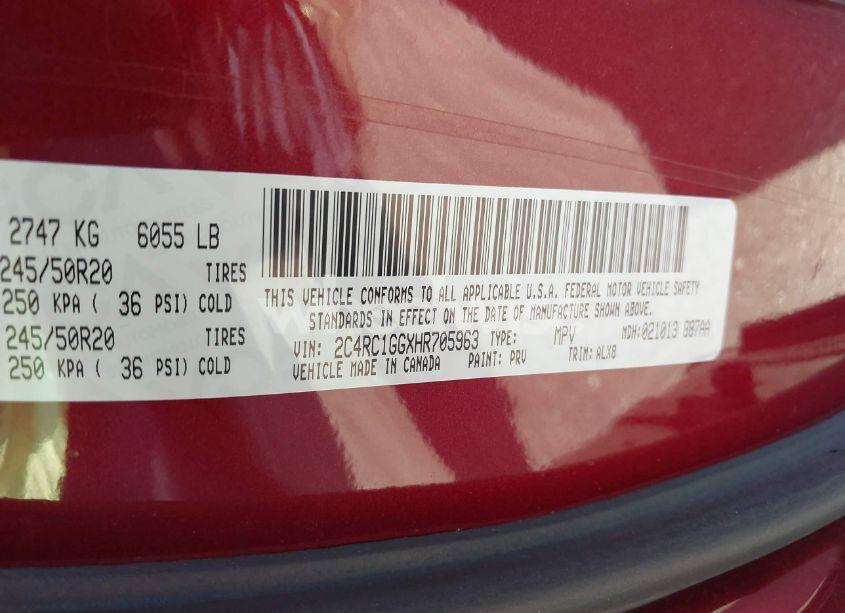 2747 KG 6055 LB
245/50R20 TIRES
250 KPA ( 36 PSI) COLD
245/50R20 TIRES
250 KPA ( 36 PSI) COLD
THIS VEHICLE CONFORMS TO ALL APPLICABLE U.S.A. FEDERAL MOTOR VEHICLE SAFETY
STANDARDS IN EFFECT ON THE DATE OF MANUFACTURE SHOWN ABOVE.
VIN: 2C4RC1GGXHR705963 TYPE: MPV MDH:021013 887AA
VEHICLE MADE IN CANADA PAINT: PRV TRIM: ALX8